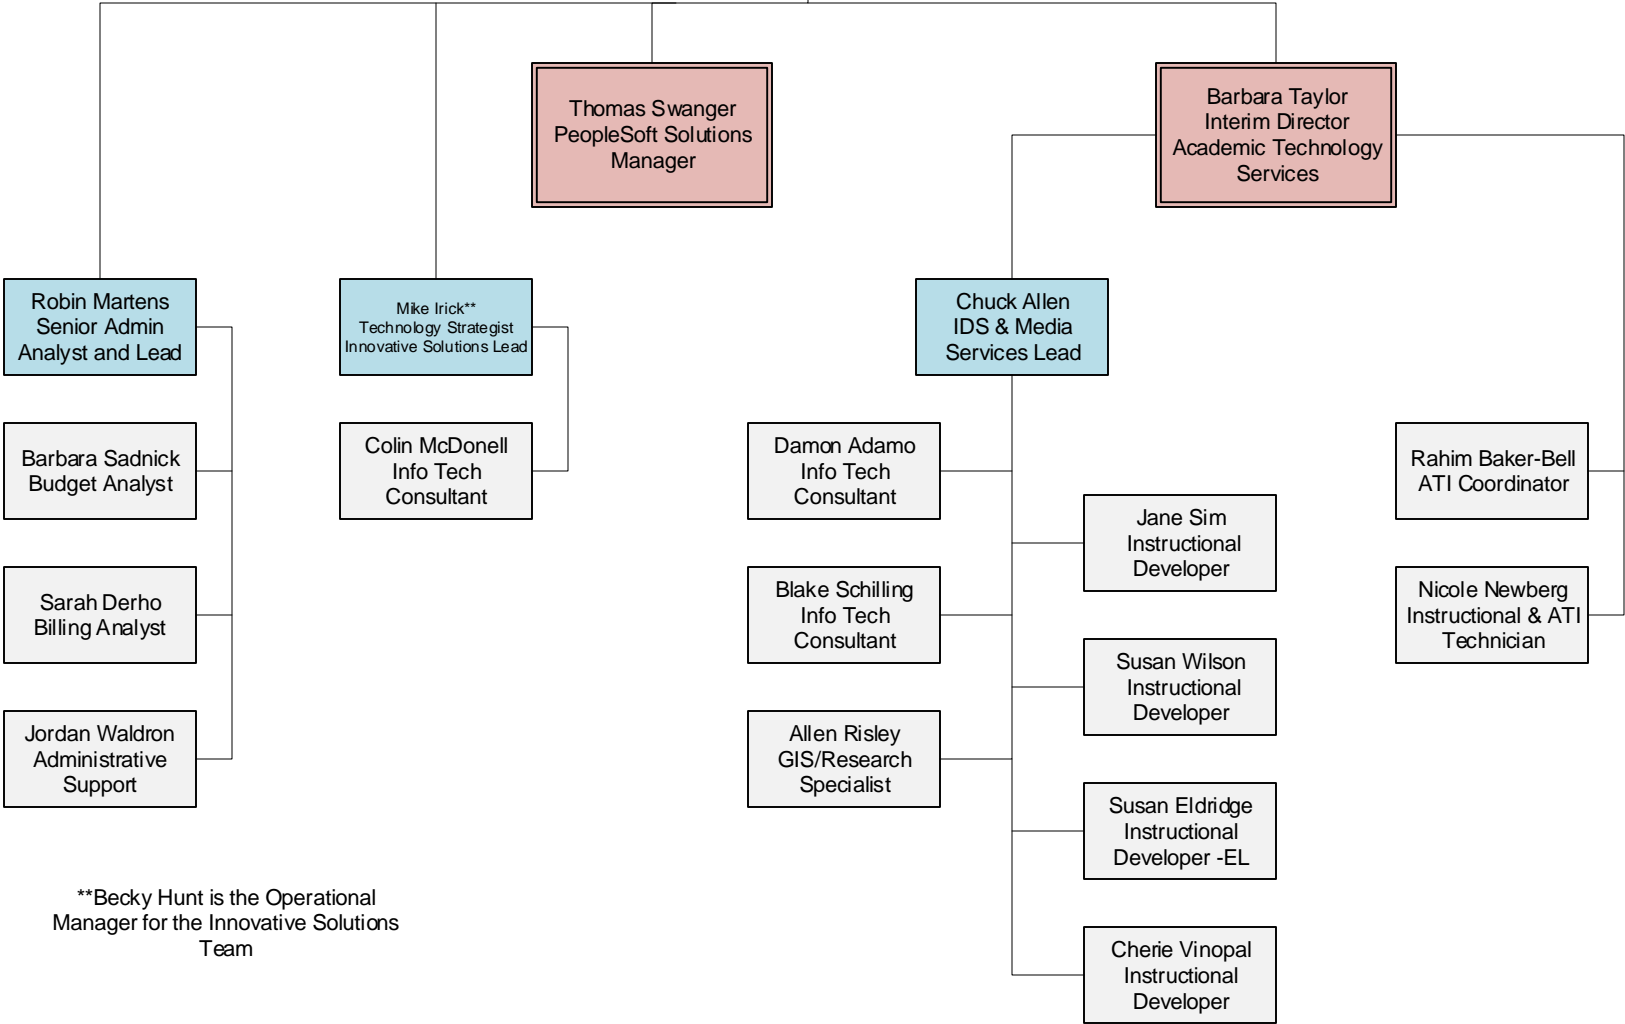 Thomas Swanger
PeopleSoft Solutions
Manager
Barbara Taylor
Interim Director
Academic Technology
Services
Robin Martens
Senior Admin
Analyst and Lead
Mike Irick**
Technology Strategist
Innovative Solutions Lead
Chuck Allen
IDS & Media
Services Lead
Barbara Sadnick
Budget Analyst
Colin McDonell
Info Tech
Consultant
Damon Adamo
Info Tech
Consultant
Rahim Baker-Bell
ATI Coordinator
Jane Sim
Instructional
Developer
Sarah Derho
Billing Analyst
Blake Schilling
Info Tech
Consultant
Nicole Newberg
Instructional & ATI
Technician
Susan Wilson
Instructional
Developer
Jordan Waldron
Administrative
Support
Allen Risley
GIS/Research
Specialist
Susan Eldridge
Instructional
Developer -EL
**Becky Hunt is the Operational
Manager for the Innovative Solutions
Team
Cherie Vinopal
Instructional
Developer